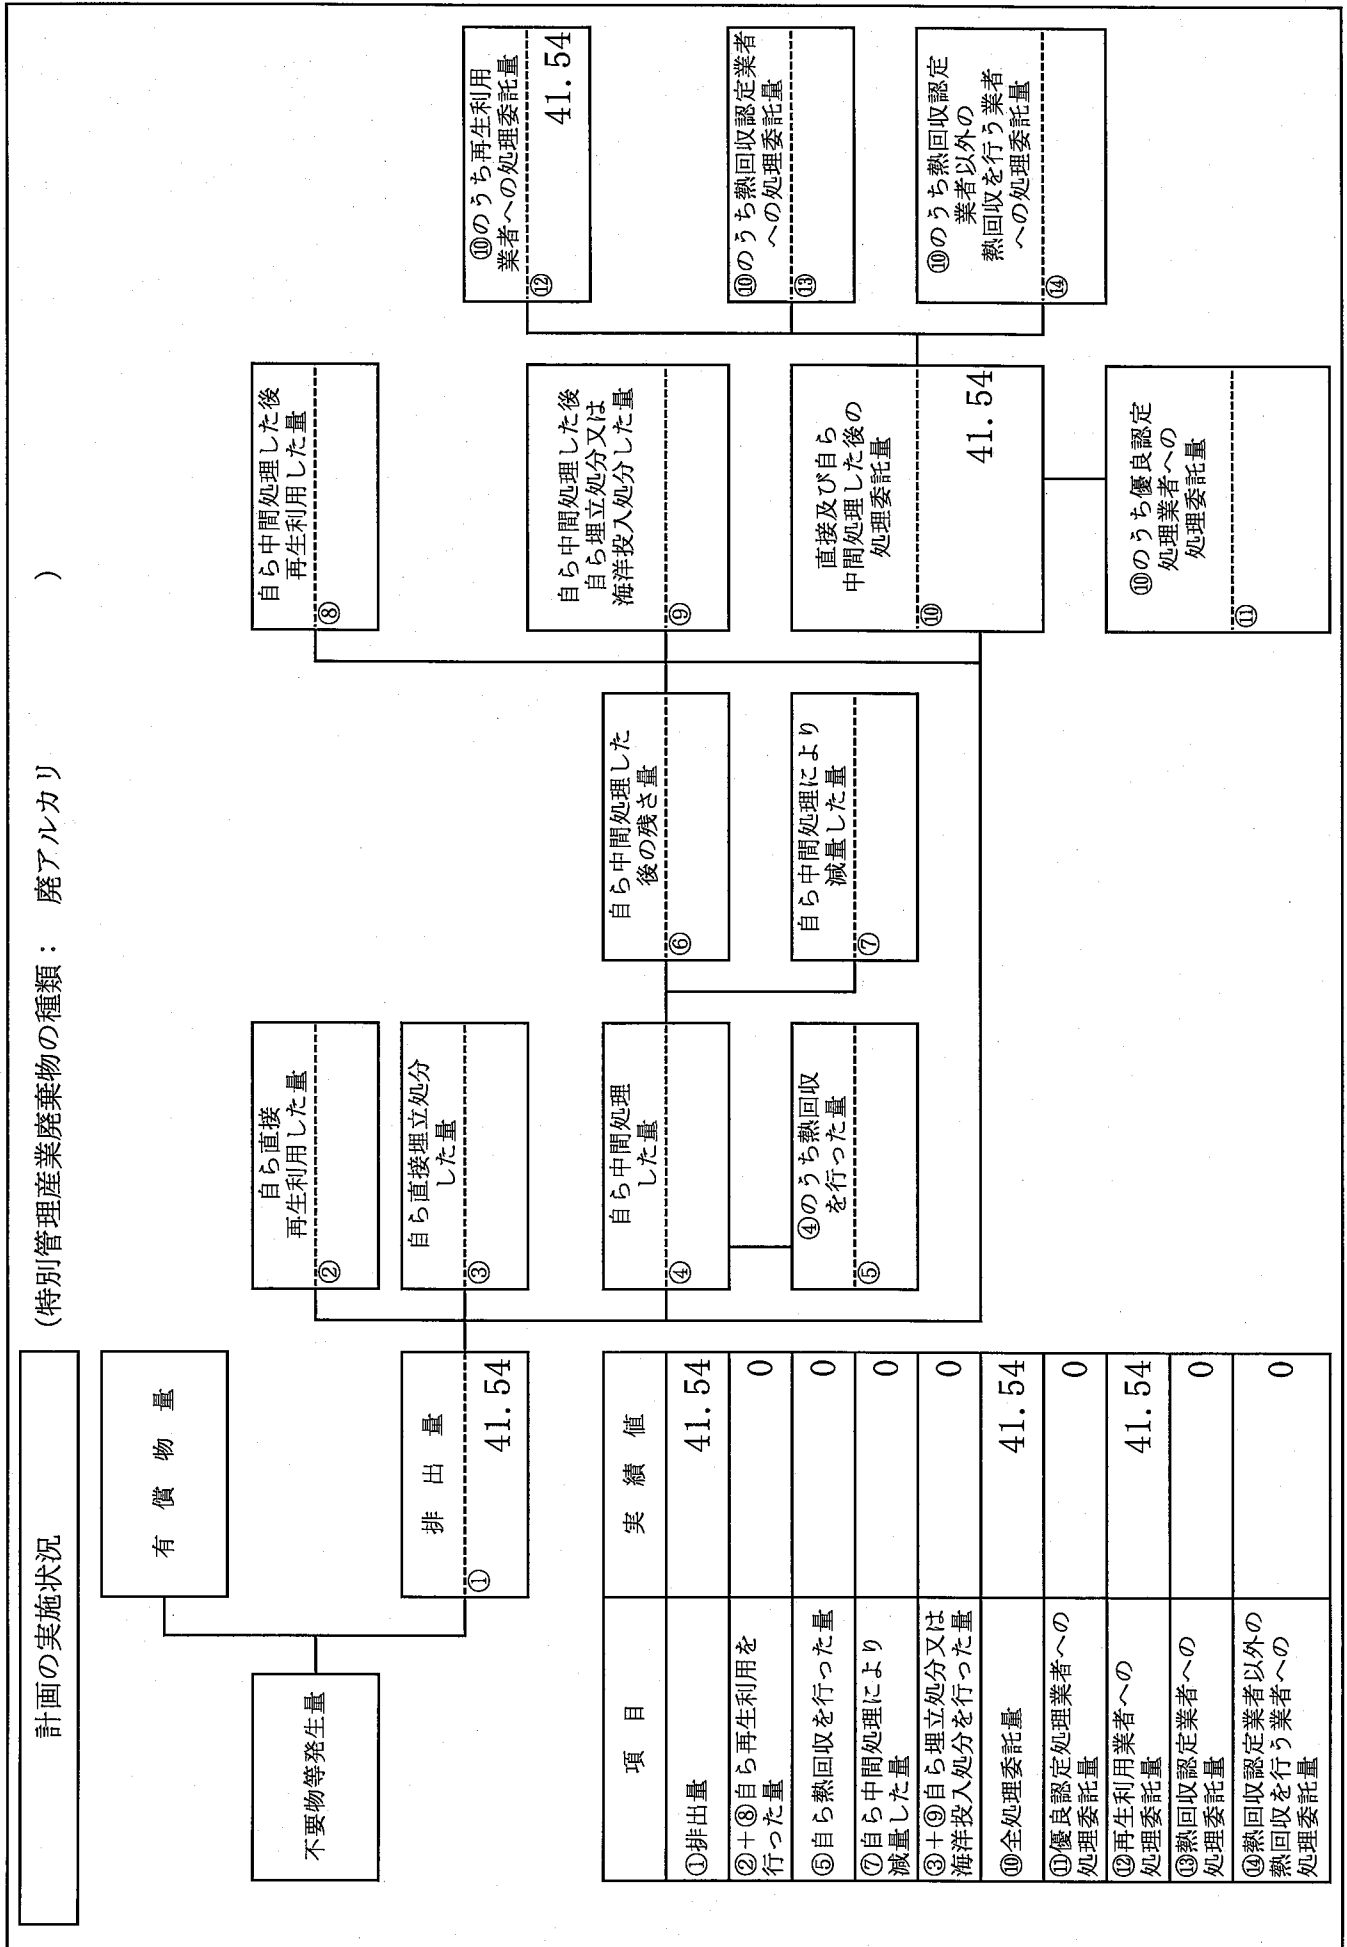 計画の実施状況
(特別管理産業廃棄物の種類： 廃アルカリ )
不要物等発生量
有 償 物 量
排 出 量
①
41.54
自ら直接
再生利用した量
②
自ら直接埋立処分
した量
③
自ら中間処理
した量
④
④のうち熱回収
を行った量
⑤
自ら中間処理した
後の残さ量
⑥
自ら中間処理により
減量した量
⑦
自ら中間処理した後
再生利用した量
⑧
自ら中間処理した後
自ら埋立処分又は
海洋投入処分した量
⑨
直接及び自ら
中間処理した後の
処理委託量
⑩
41.54
⑩のうち優良認定
処理業者への
処理委託量
⑪
⑩のうち再生利用
業者への処理委託量
⑫
41.54
⑩のうち熱回収認定業者
への処理委託量
⑬
⑩のうち熱回収認定
業者以外の
熱回収を行う業者
への処理委託量
⑭
項 目 実 績 値
①排出量 41.54
②＋⑧自ら再生利用を
行った量 0
⑤自ら熱回収を行った量 0
⑦自ら中間処理により
減量した量 0
③＋⑨自ら埋立処分又は
海洋投入処分を行った量 0
⑩全処理委託量 41.54
⑪優良認定処理業者への
処理委託量 0
⑫再生利用業者への
処理委託量 41.54
⑬熱回収認定業者への
処理委託量 0
⑭熱回収認定業者以外の
熱回収を行う業者への
処理委託量 0